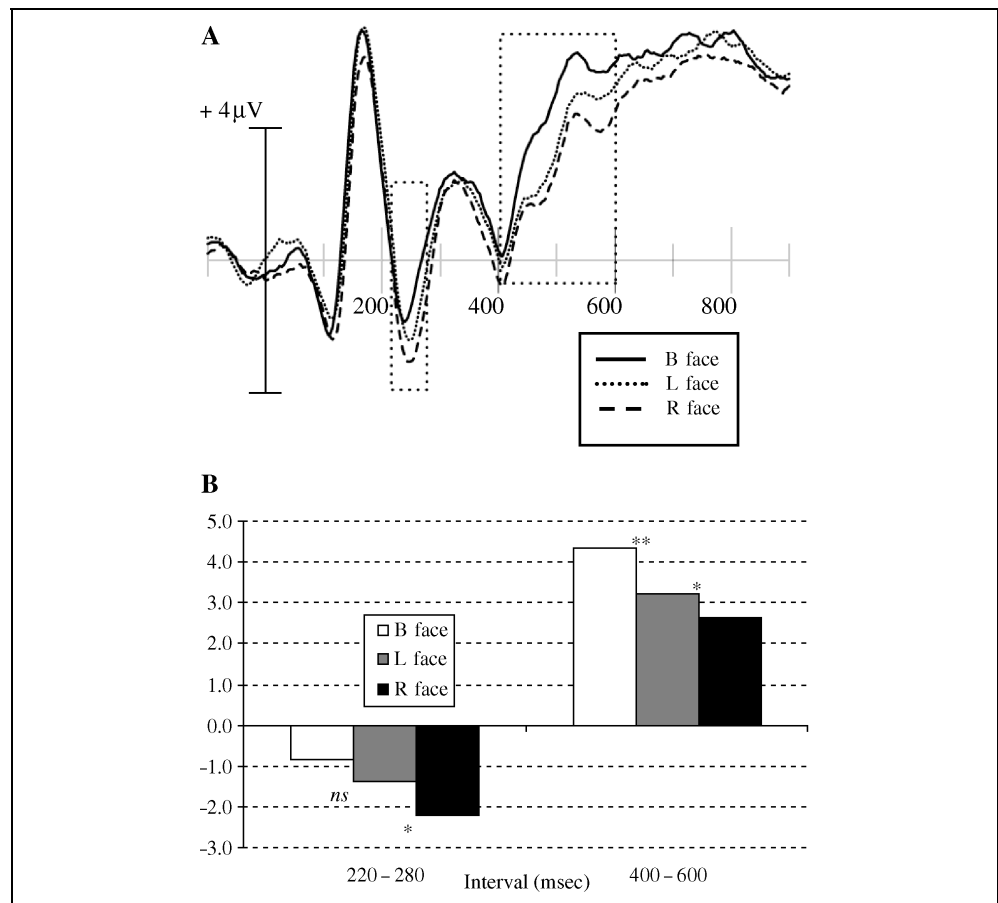 A
+ 4µV
200 400 600 800
B face
L face
R face
B
5.0
4.0
3.0
2.0
1.0
0.0
–1.0
–2.0
–3.0
**
*
B face
L face
R face
ns
*
220 – 280
400 – 600
Interval (msec)